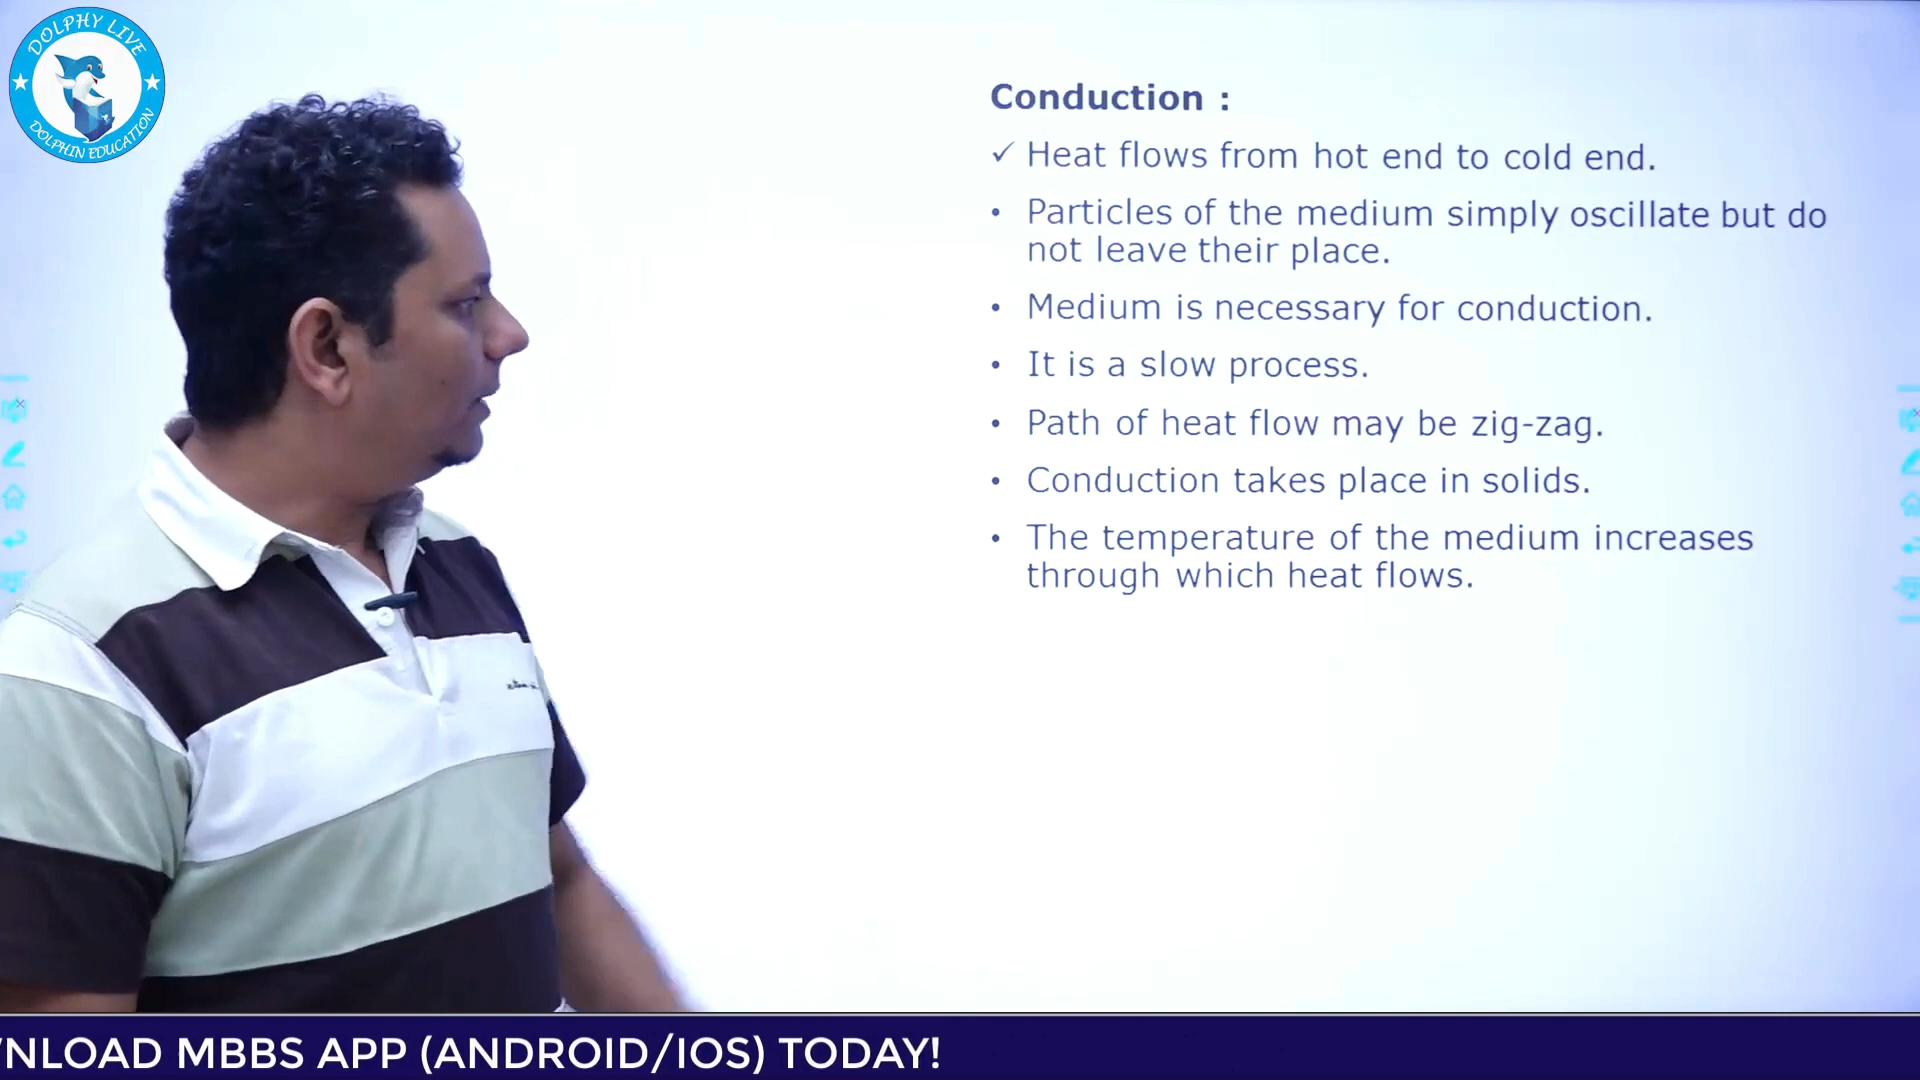 DOLPHY LIVE
DOLPHIN EDUCATION
Conduction :
✓ Heat flows from hot end to cold end.
• Particles of the medium simply oscillate but do
not leave their place.
• Medium is necessary for conduction.
• It is a slow process.
• Path of heat flow may be zig-zag.
• Conduction takes place in solids.
• The temperature of the medium increases
through which heat flows.
NLOAD MBBS APP (ANDROID/IOS) TODAY!